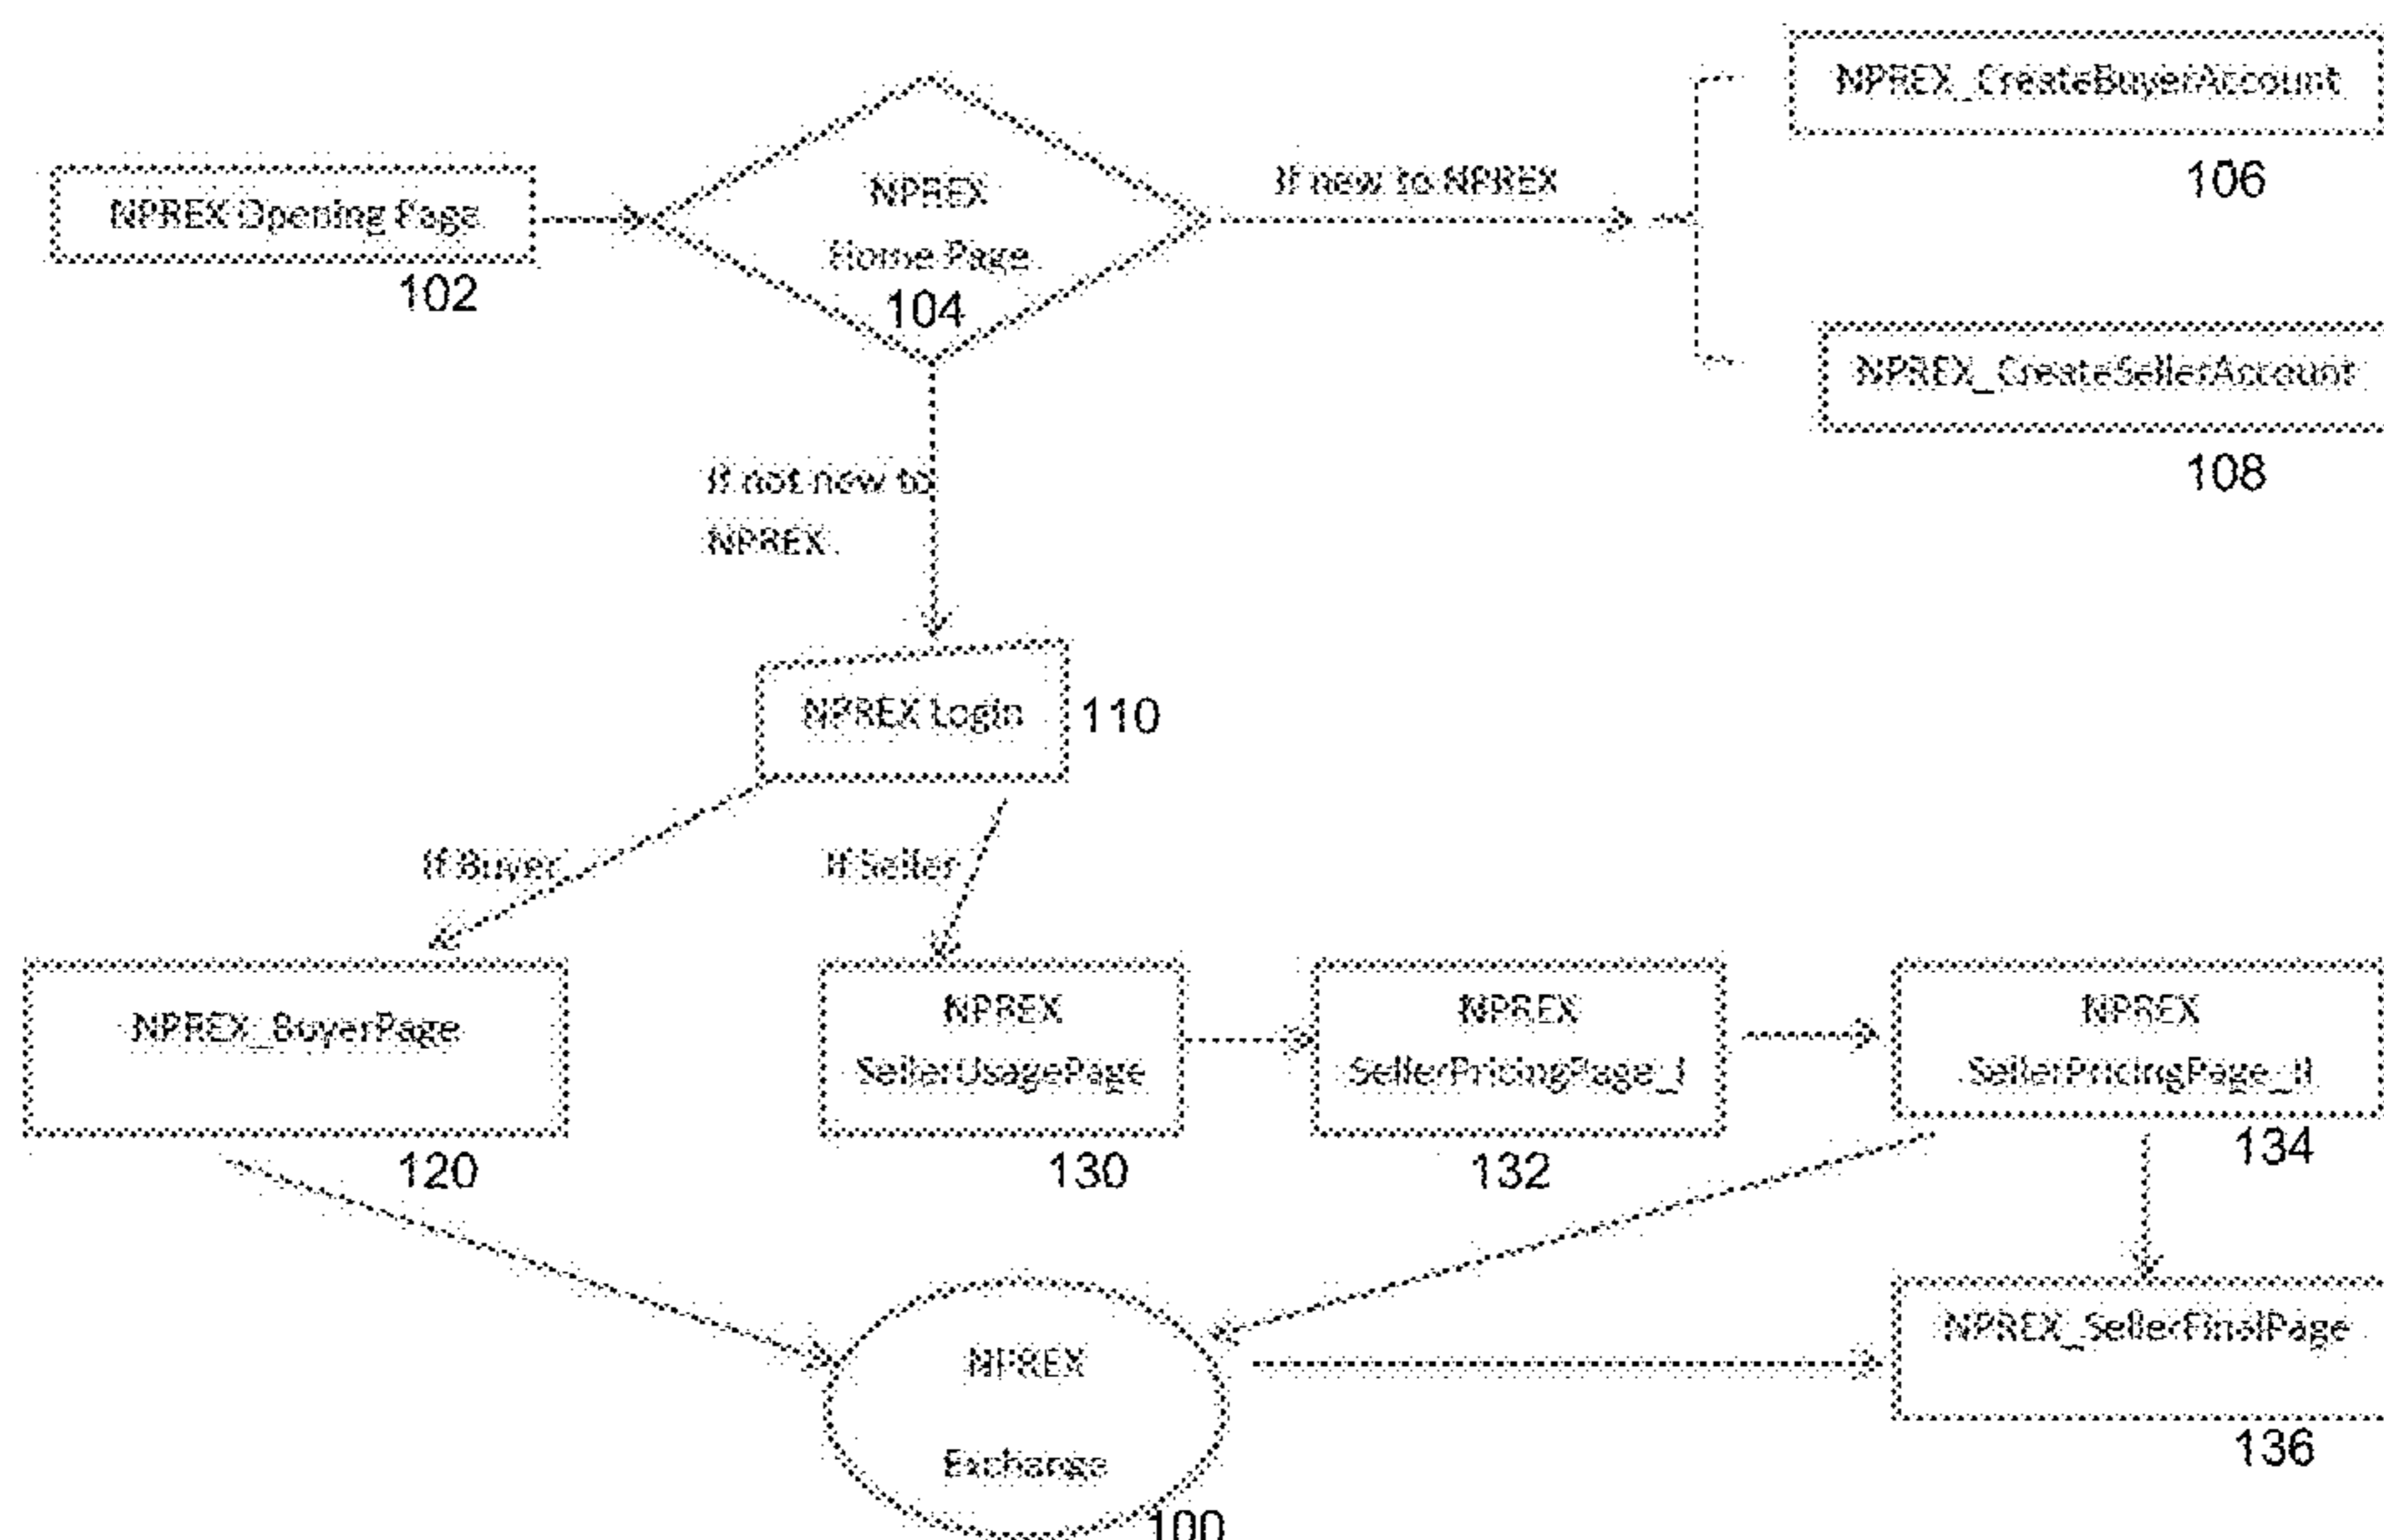 NPREX_CreateBuyerAccount
106
NPREX Opening Page
102
NPREX
Home Page
104
If new to NPREX
NPREX_CreateSellerAccount
108
If not new to
NPREX
NPREX Login
110
If Buyer
If Seller
NPREX_BuyerPage
120
NPREX
SellerUsagePage
130
NPREX
SellerPricingPage_I
132
NPREX
SellerPricingPage_II
134
NPREX
Exchange
100
NPREX_SellerFinalPage
136